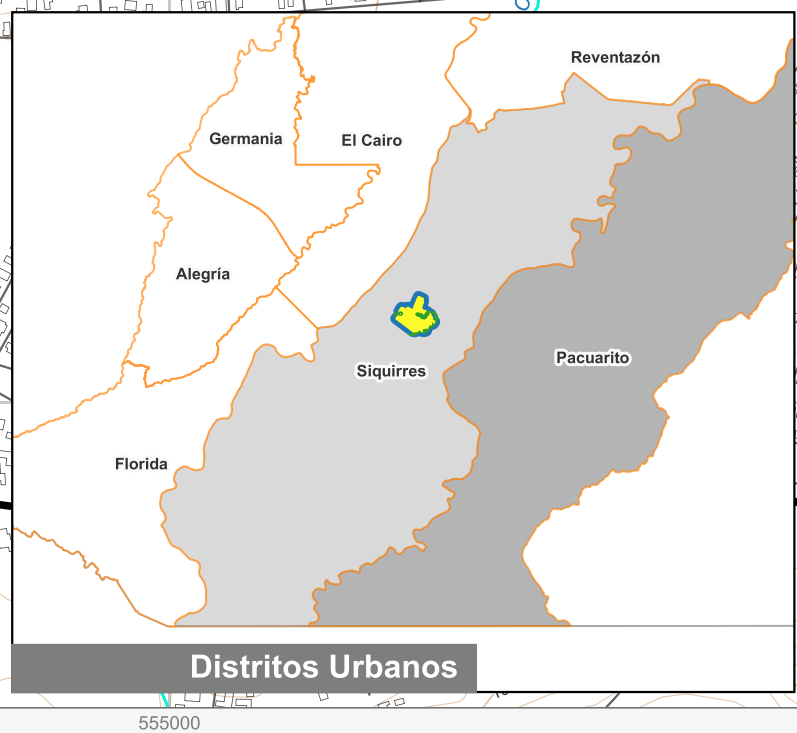 Reventazón
Germania
El Cairo
Alegría
Pacuarito
Siquirres
Florida
Distritos Urbanos
555000